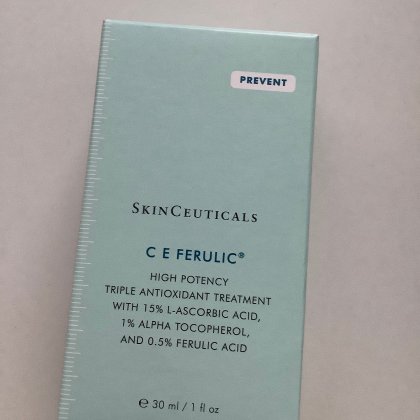 PREVENT
SKINCEUTICALS
C E FERULIC®
HIGH POTENCY
TRIPLE ANTIOXIDANT TREATMENT
WITH 15% L-ASCORBIC ACID,
1% ALPHA TOCOPHEROL,
AND 0.5% FERULIC ACID
℮ 30 ml / 1 fl oz